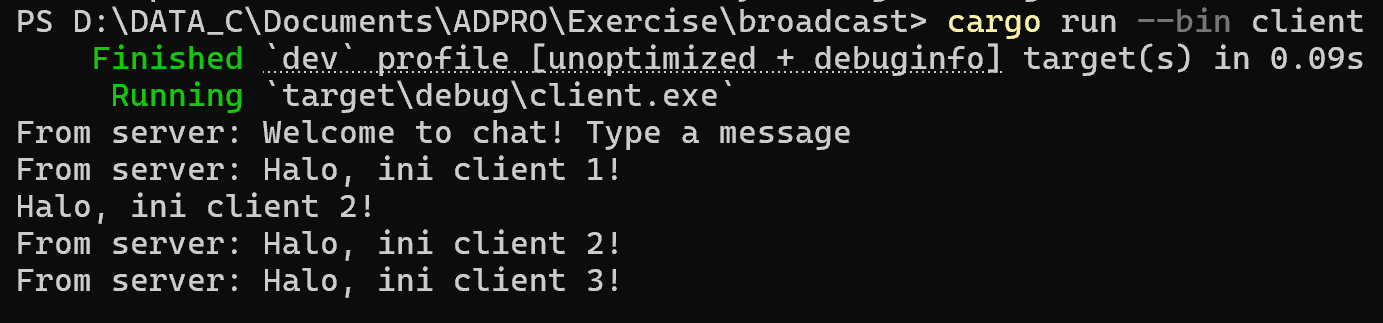 PS D:\DATA_C\Documents\ADPRO\Exercise\broadcast> cargo run --bin client
Finished `dev` profile [unoptimized + debuginfo] target(s) in 0.09s
Running `target\debug\client.exe`
From server: Welcome to chat! Type a message
From server: Halo, ini client 1!
Halo, ini client 2!
From server: Halo, ini client 2!
From server: Halo, ini client 3!